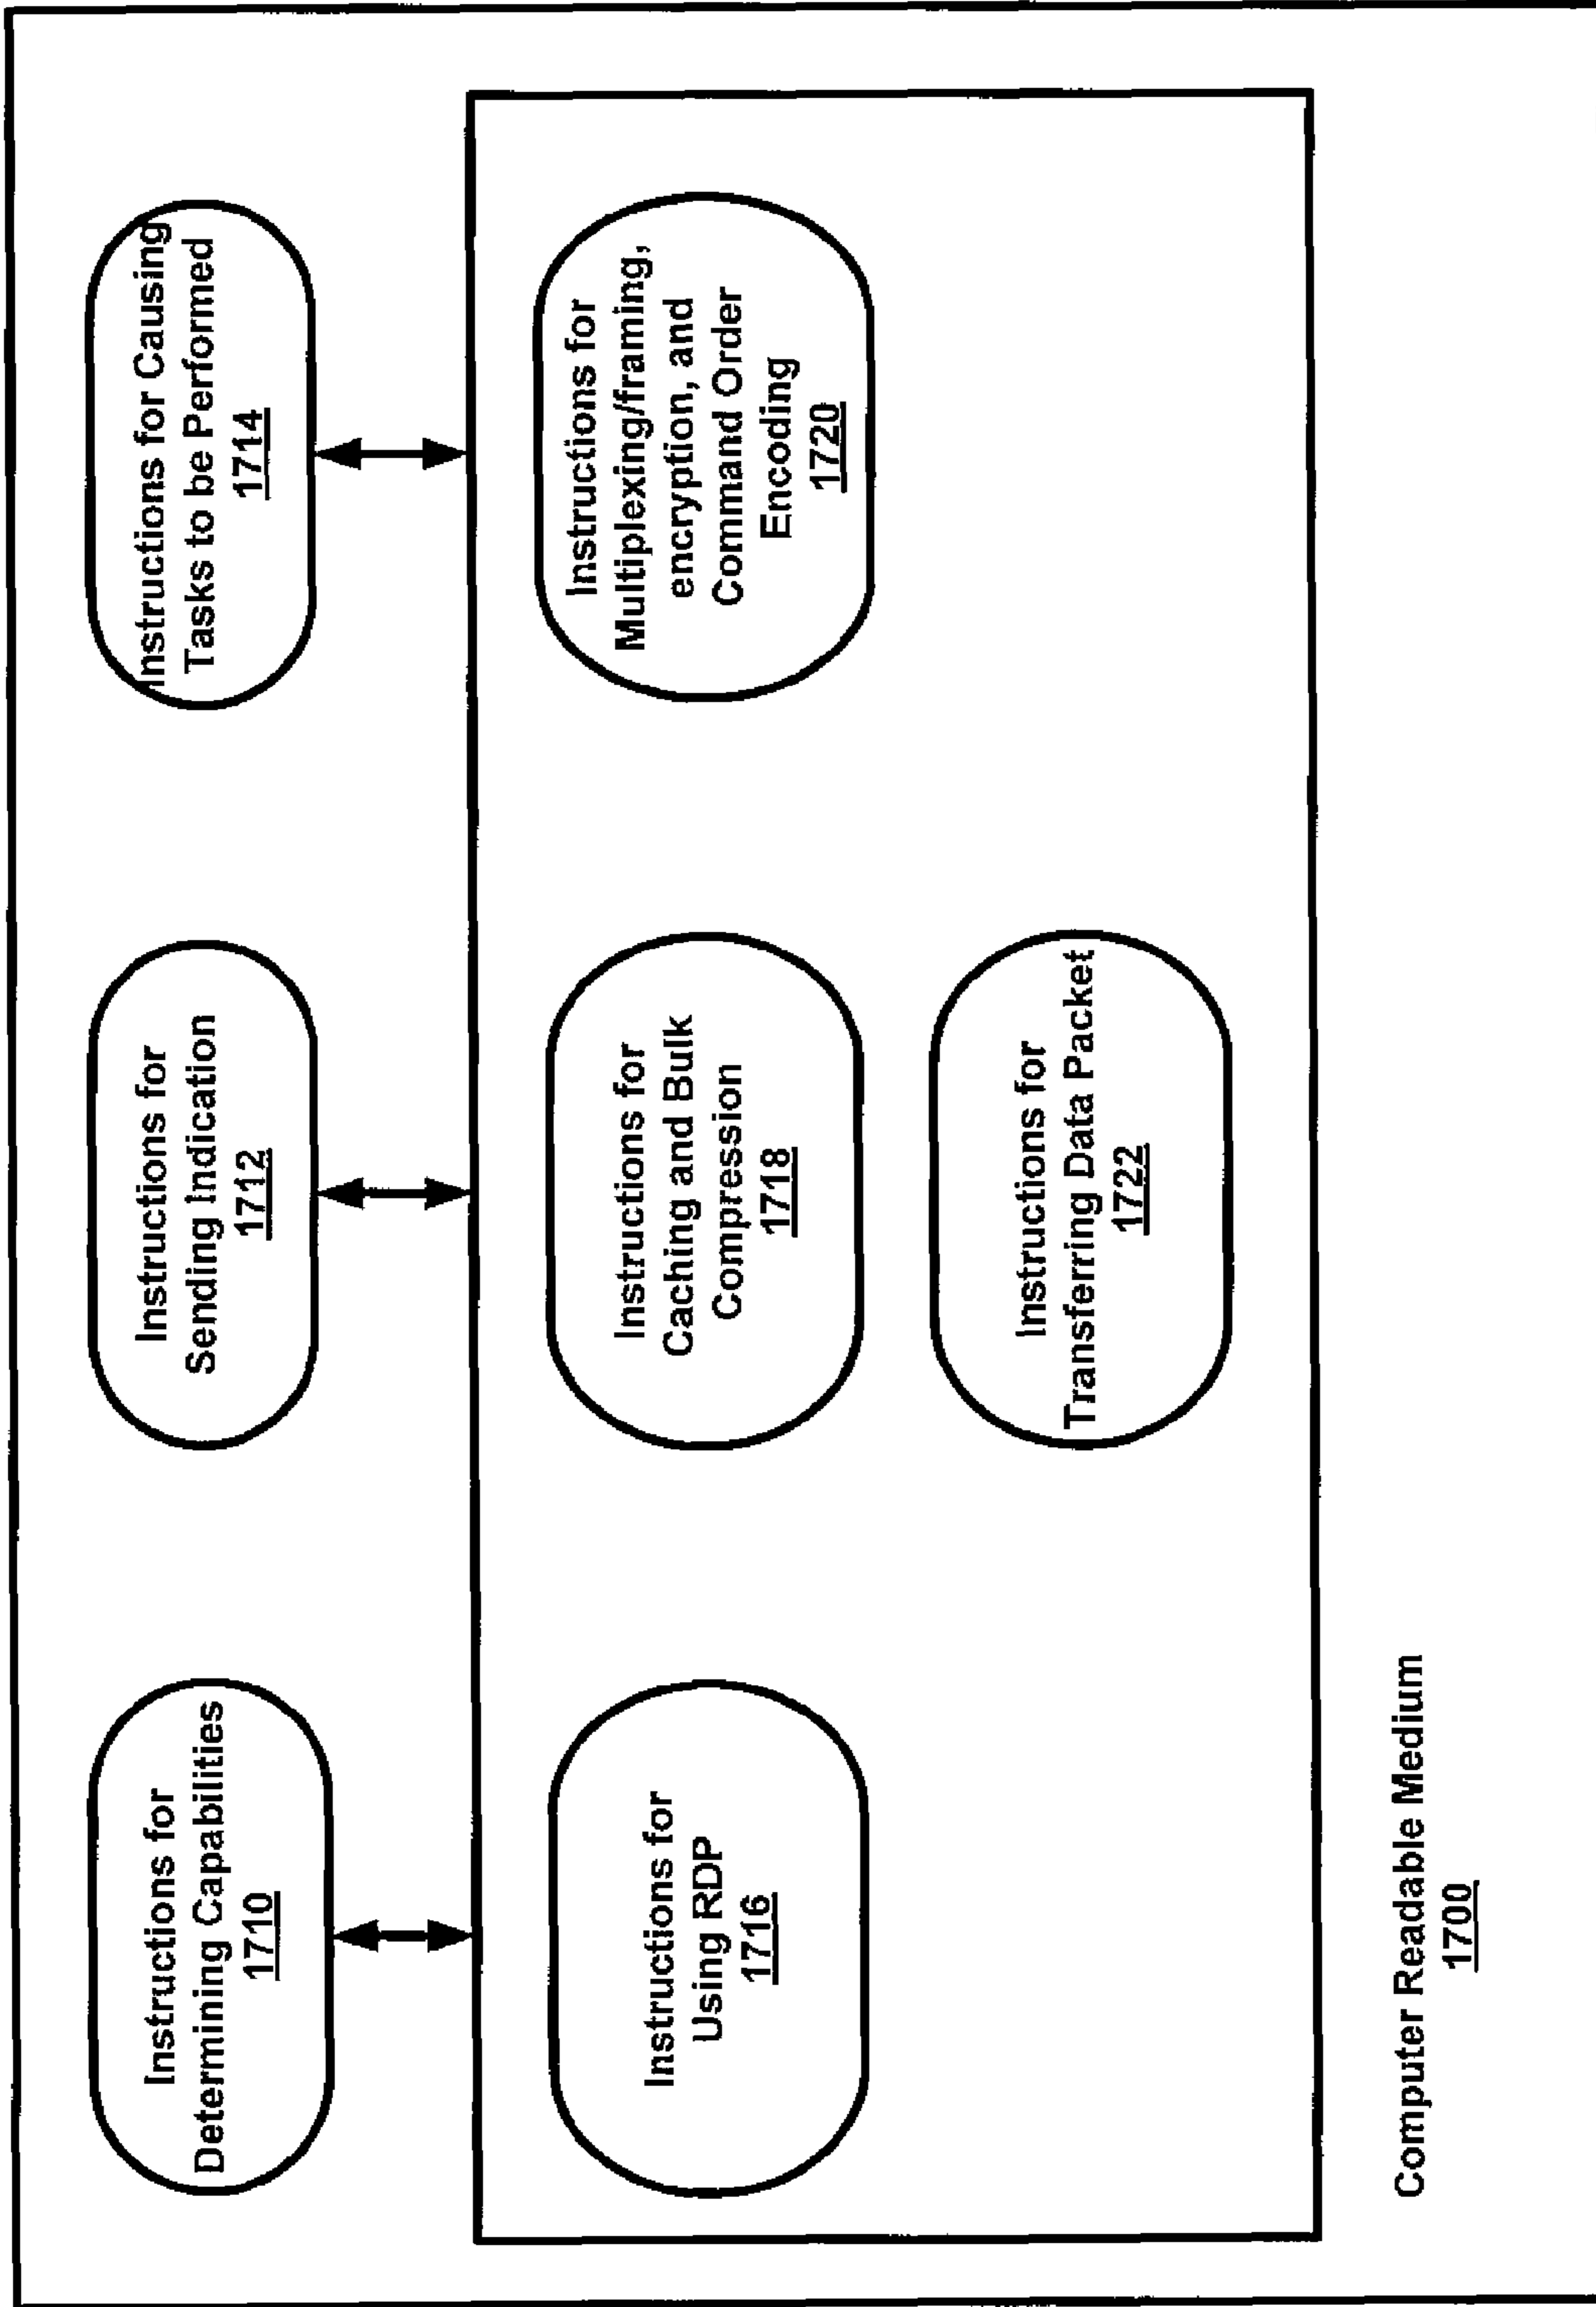 Instructions for
Determining Capabilities
1710
Instructions for
Sending Indication
1712
Instructions for Causing
Tasks to be Performed
1714
Instructions for
Using RDP
1716
Instructions for
Caching and Bulk
Compression
1718
Instructions for
Multiplexing/framing,
encryption, and
Command Order
Encoding
1720
Instructions for
Transferring Data Packet
1722
Computer Readable Medium
1700